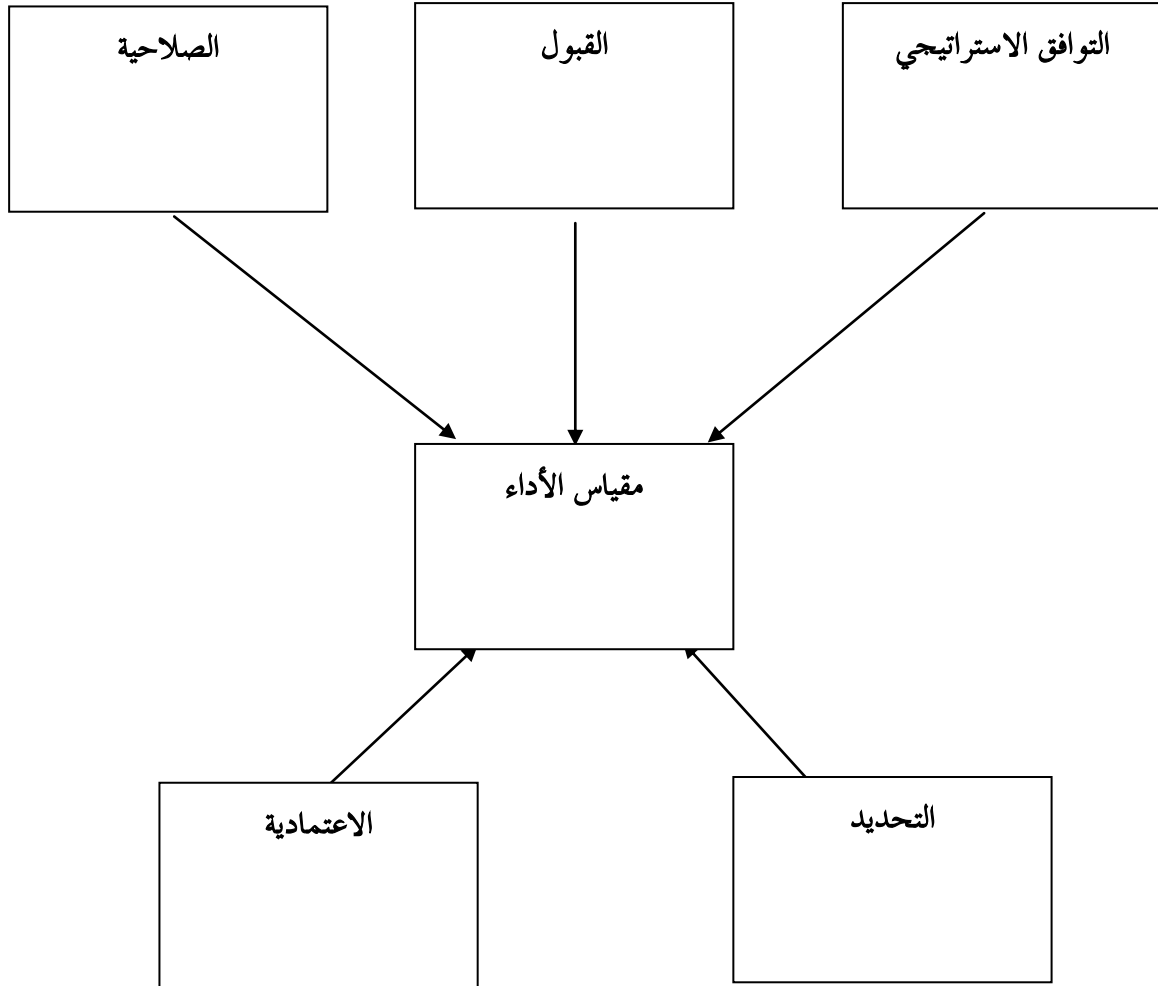 التوافق الاستراتيجي
القبول
الصلاحية
مقياس الأداء
التحديد
الاعتمادية